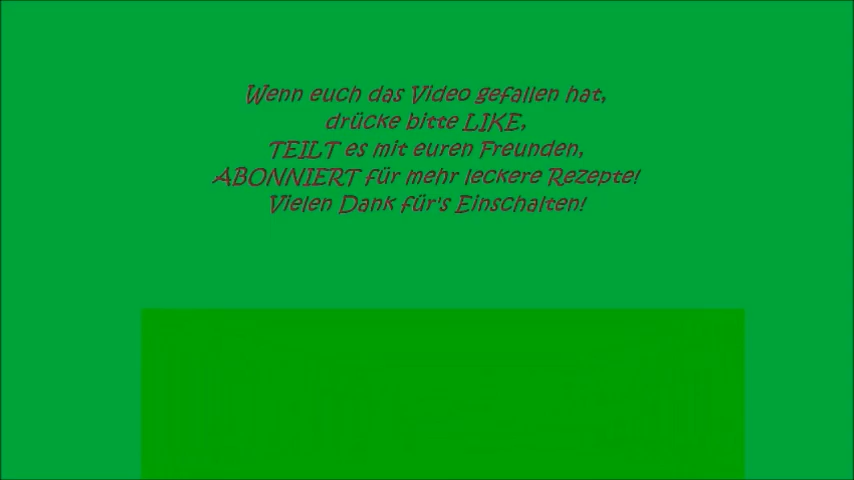 Wenn euch das Video gefallen hat,
drücke bitte LIKE,
TEILT es mit euren Freunden,
ABONNIERT für mehr leckere Rezepte!
Vielen Dank für's Einschalten!